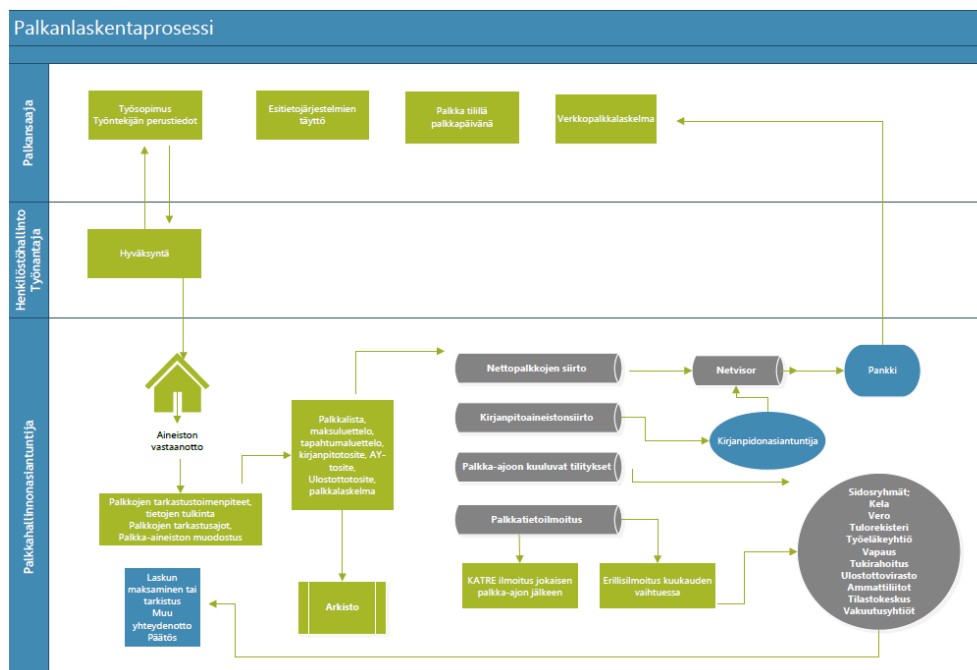 Palkanlaskentaprosessi
Palkansaaja
Työsopimus
Työntekijän perustiedot
Esitietojärjestelmien
täyttö
Palkka tilillä
palkkapäivänä
Verkkopalkkalaskelma
Henkilöstöhallinto
Työnantaja
Hyväksyntä
Palkkahallinnonasiantuntija
Aineiston
vastaanotto
Palkkojen tarkastustoimenpiteet,
tietojen tulkinta
Palkkojen tarkastusajot,
Palkka-aineiston muodostus
Palkkalista,
maksuluettelo,
tapahtumaluettelo,
kirjanpitotosite, AY-
tosite,
Ulostottotosite,
palkkalaskelma
Arkisto
Nettopalkkojen siirto
Netvisor
Pankki
Kirjanpitoaineistonsiirto
Kirjanpidonasiantuntija
Palkka-ajoon kuuluvat tilitykset
Palkkatietoilmoitus
KATRE ilmoitus jokaisen
palkka-ajon jälkeen
Erillisilmoitus kuukauden
vaihtuessa
Sidosryhmät;
Kela
Vero
Tulorekisteri
Työeläkeyhtiö
Vapaus
Tukirahoitus
Ulostottovirasto
Ammattiliitot
Tilastokeskus
Vakuutusyhtiöt
Laskun
maksaminen tai
tarkistus
Muu
yhteydenotto
Päätös